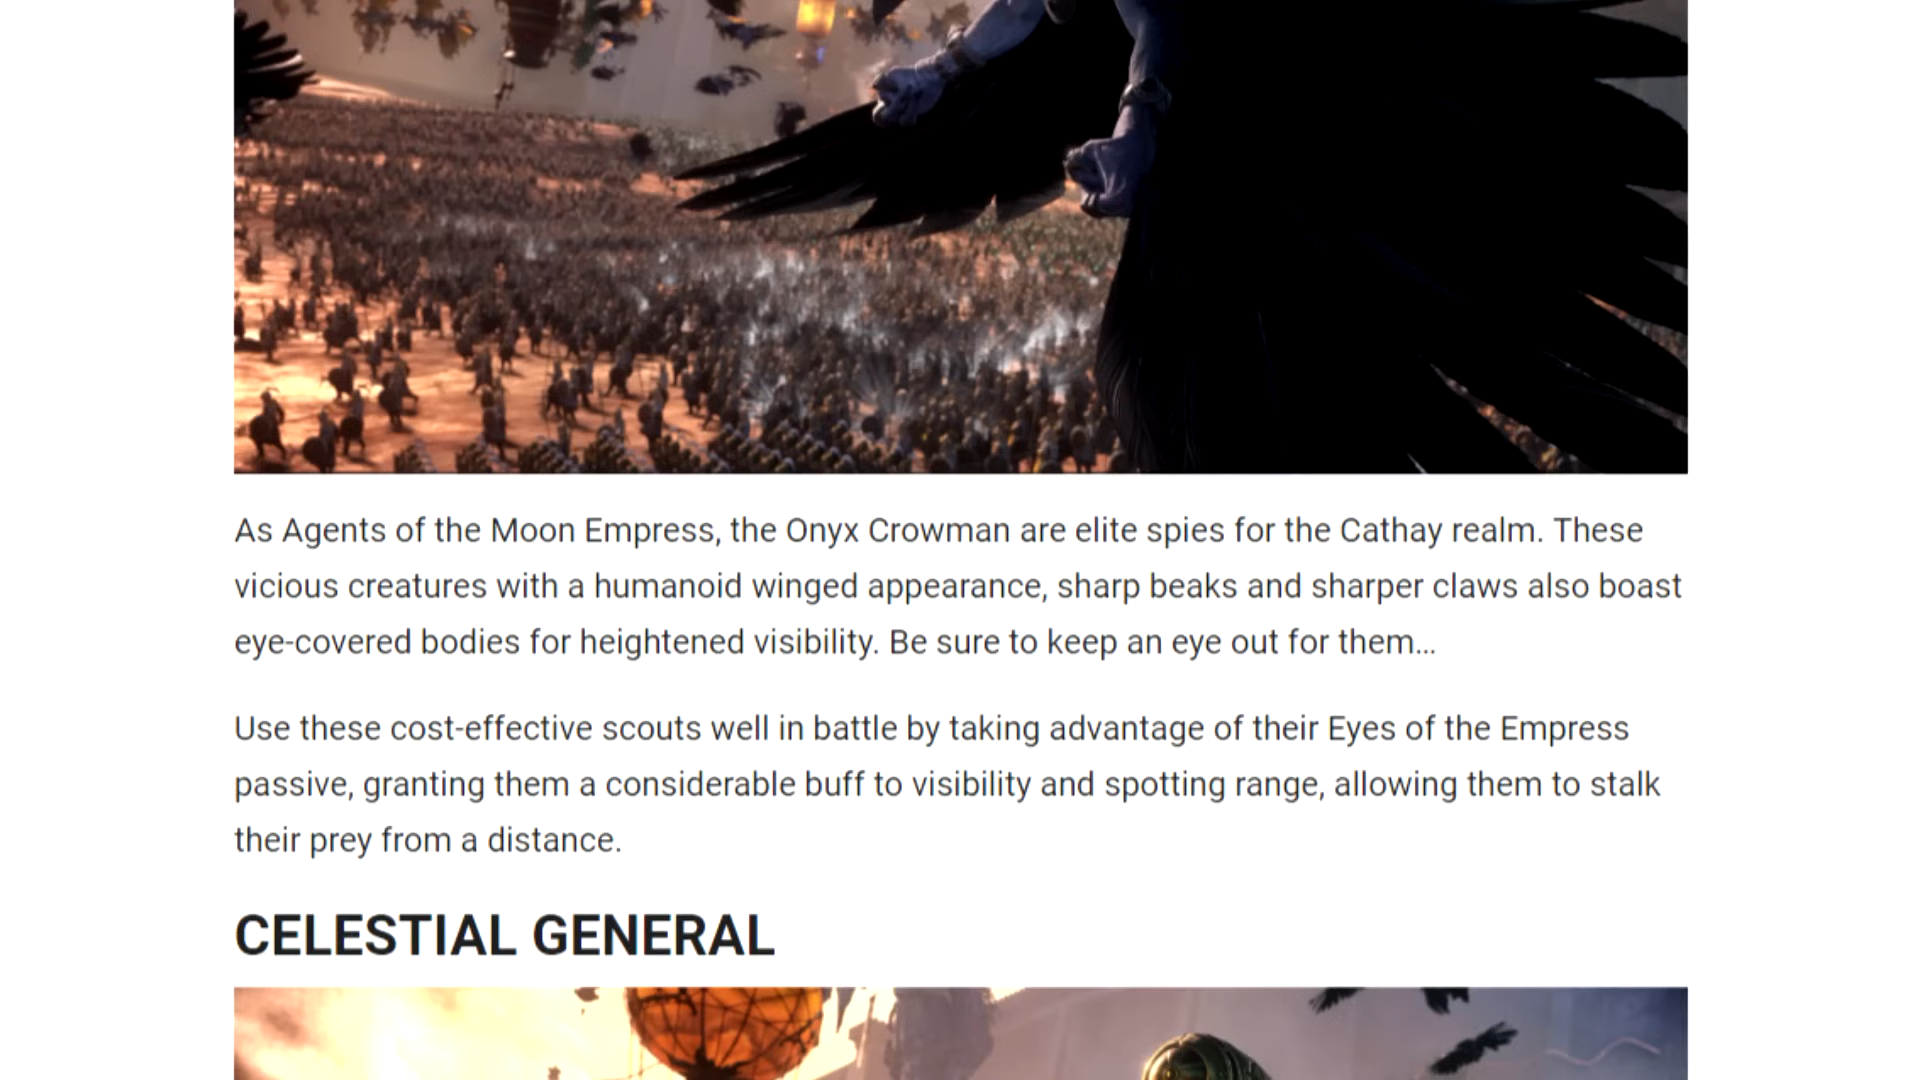 As Agents of the Moon Empress, the Onyx Crowman are elite spies for the Cathay realm. These
vicious creatures with a humanoid winged appearance, sharp beaks and sharper claws also boast
eye-covered bodies for heightened visibility. Be sure to keep an eye out for them...
Use these cost-effective scouts well in battle by taking advantage of their Eyes of the Empress
passive, granting them a considerable buff to visibility and spotting range, allowing them to stalk
their prey from a distance.
CELESTIAL GENERAL